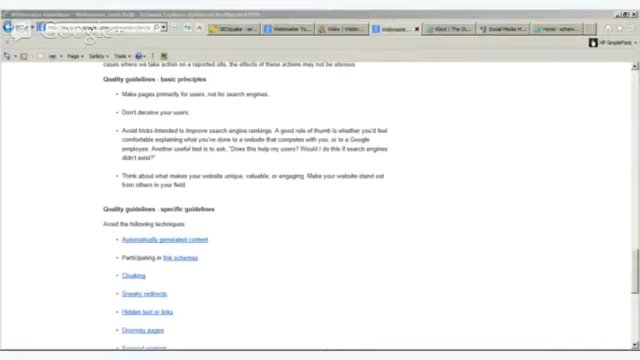 Google+
Page
Safety
Tools
HP SimplePass
cases where we take action on a reported site, the effects of these actions may not be obvious
Quality guidelines - basic principles
• Make pages primarily for users, not for search engines.
• Don't deceive your users.
• Avoid tricks intended to improve search engine rankings. A good rule of thumb is whether you'd feel
comfortable explaining what you've done to a website that competes with you, or to a Google
employee. Another useful test is to ask, "Does this help my users? Would I do this if search engines
didn't exist?"
• Think about what makes your website unique, valuable, or engaging. Make your website stand out
from others in your field.
Quality guidelines - specific guidelines
Avoid the following techniques:
• Automatically generated content
• Participating in link schemes
• Cloaking
• Sneaky redirects
• Hidden text or links
• Doorway pages